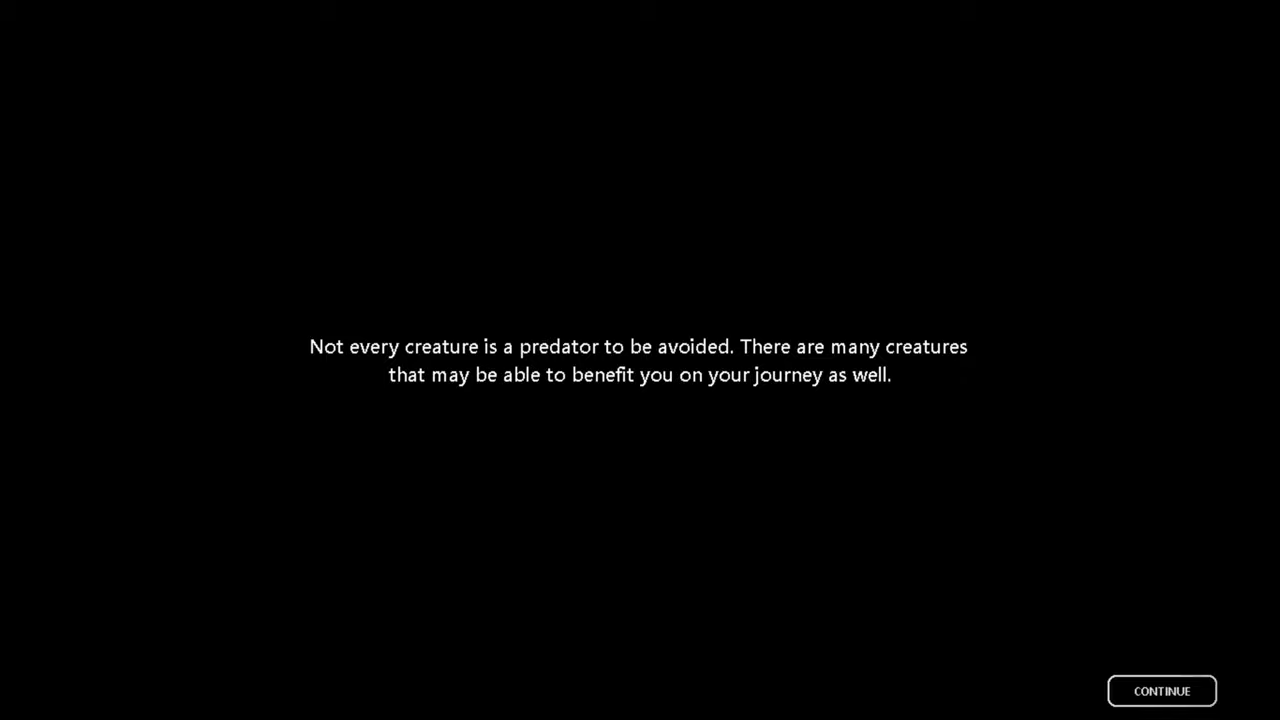 Not every creature is a predator to be avoided. There are many creatures
that may be able to benefit you on your journey as well.
CONTINUE